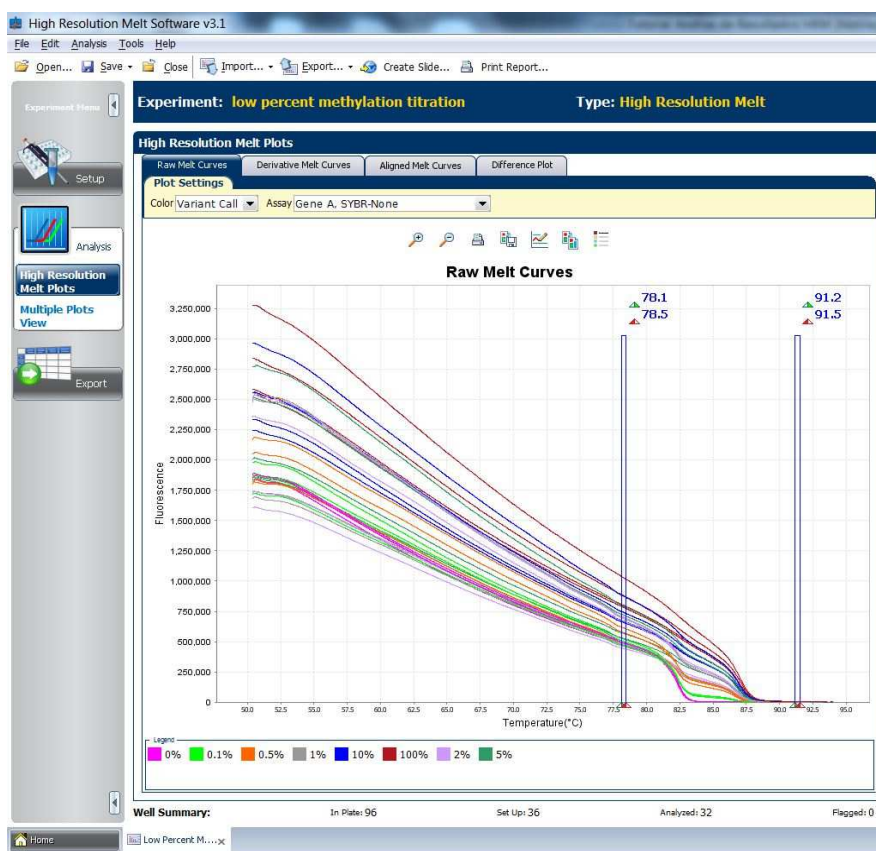 High Resolution Melt Software v3.1
File Edit Analysis Tools Help
Open... Save Close Import... Export... Create Slide... Print Report...
Experiment Menu
Experiment: low percent methylation titration Type: High Resolution Melt
Setup
Analysis
High Resolution
Melt Plots
Multiple Plots
View
Export
High Resolution Melt Plots
Raw Melt Curves Derivative Melt Curves Aligned Melt Curves Difference Plot
Plot Settings
Color Variant Call Assay Gene A, SYBR-None
Raw Melt Curves
78.1 91.2
78.5 91.5
3,250,000
3,000,000
2,750,000
2,500,000
2,250,000
2,000,000
1,750,000
1,500,000
1,250,000
1,000,000
750,000
500,000
250,000
0
Fluorescence
50.0 52.5 55.0 57.5 60.0 62.5 65.0 67.5 70.0 72.5 75.0 77.5 80.0 82.5 85.0 87.5 90.0 92.5 95.0
Temperature(°C)
Legend
0% 0.1% 0.5% 1% 10% 100% 2% 5%
Well Summary: In Plate: 96 Set Up: 36 Analyzed: 32 Flagged: 0
Home Low Percent M....x